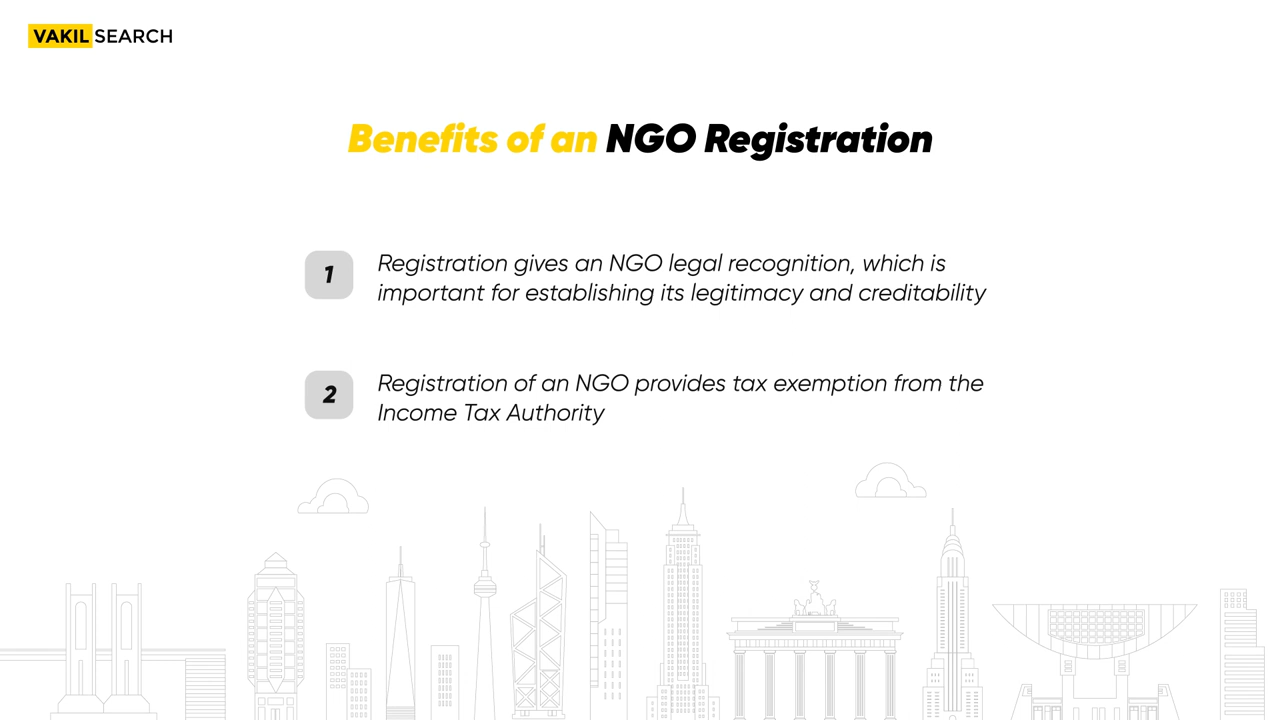 VAKIL SEARCH
Benefits of an NGO Registration
1
Registration gives an NGO legal recognition, which is
important for establishing its legitimacy and creditability
2
Registration of an NGO provides tax exemption from the
Income Tax Authority